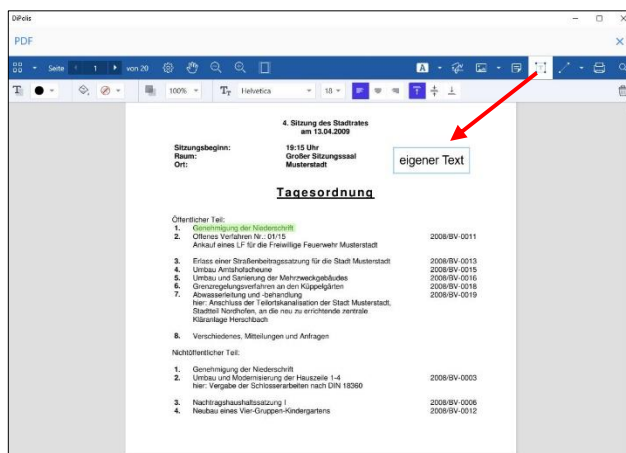 DiPolis
PDF
Seite 1 von 20
100% Helvetica 18
4. Sitzung des Stadtrates
am 13.04.2009
Sitzungsbeginn: 19:15 Uhr
Raum: Großer Sitzungssaal
Ort: Musterstadt
eigener Text
Tagesordnung
Öffentlicher Teil:
1. Genehmigung der Niederschrift
2. Offenes Verfahren Nr.: 01/15 2008/BV-0011
Ankauf eines LF für die Freiwillige Feuerwehr Musterstadt
3. Erlass einer Straßenbeitragssatzung für die Stadt Musterstadt 2008/BV-0013
4. Umbau Amtshofscheune 2008/BV-0015
5. Umbau und Sanierung der Mehrzweckgebäudes 2008/BV-0016
6. Grenzregelungsverfahren an den Küppelgärten 2008/BV-0018
7. Abwasserleitung und -behandlung 2008/BV-0019
hier: Anschluss der Teilortskanalisation der Stadt Musterstadt,
Stadtteil Nordhofen, an die neu zu errichtende zentrale
Kläranlage Herschbach
8. Verschiedenes, Mitteilungen und Anfragen
Nichtöffentlicher Teil:
1. Genehmigung der Niederschrift
2. Umbau und Modernisierung der Hauszeile 1-4 2008/BV-0003
hier: Vergabe der Schlosserarbeiten nach DIN 18360
3. Nachtragshaushaltssatzung I 2008/BV-0006
4. Neubau eines Vier-Gruppen-Kindergartens 2008/BV-0012